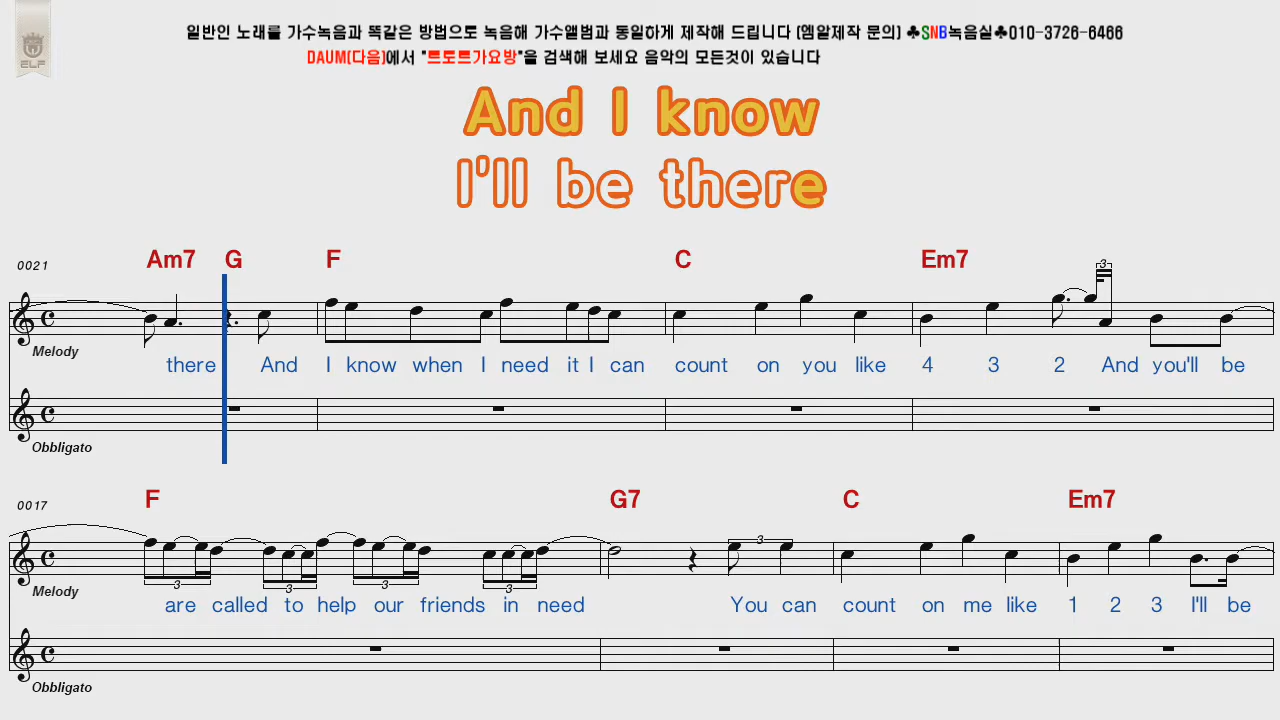 일반인 노래를 가수녹음과 똑같은 방법으로 녹음해 가수앨범과 동일하게 제작해 드립니다 (엠알제작 문의) ♣SNB녹음실♣010-3726-6466
DAUM(다음)에서 "트로트가요방"을 검색해 보세요 음악의 모든것이 있습니다
ELF
And I know
I'll be there
0021 Am7 G F C Em7
3
Melody
there And I know when I need it I can count on you like 4 3 2 And you'll be
Obbligato
0017 F G7 C Em7
3
3 3 3 3
Melody
are called to help our friends in need You can count on me like 1 2 3 I'll be
Obbligato